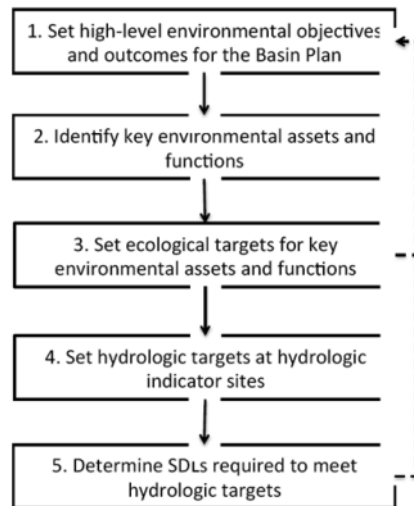 1. Set high-level environmental objectives
and outcomes for the Basin Plan
2. Identify key environmental assets and
functions
3. Set ecological targets for key
environmental assets and functions
4. Set hydrologic targets at hydrologic
indicator sites
5. Determine SDLs required to meet
hydrologic targets